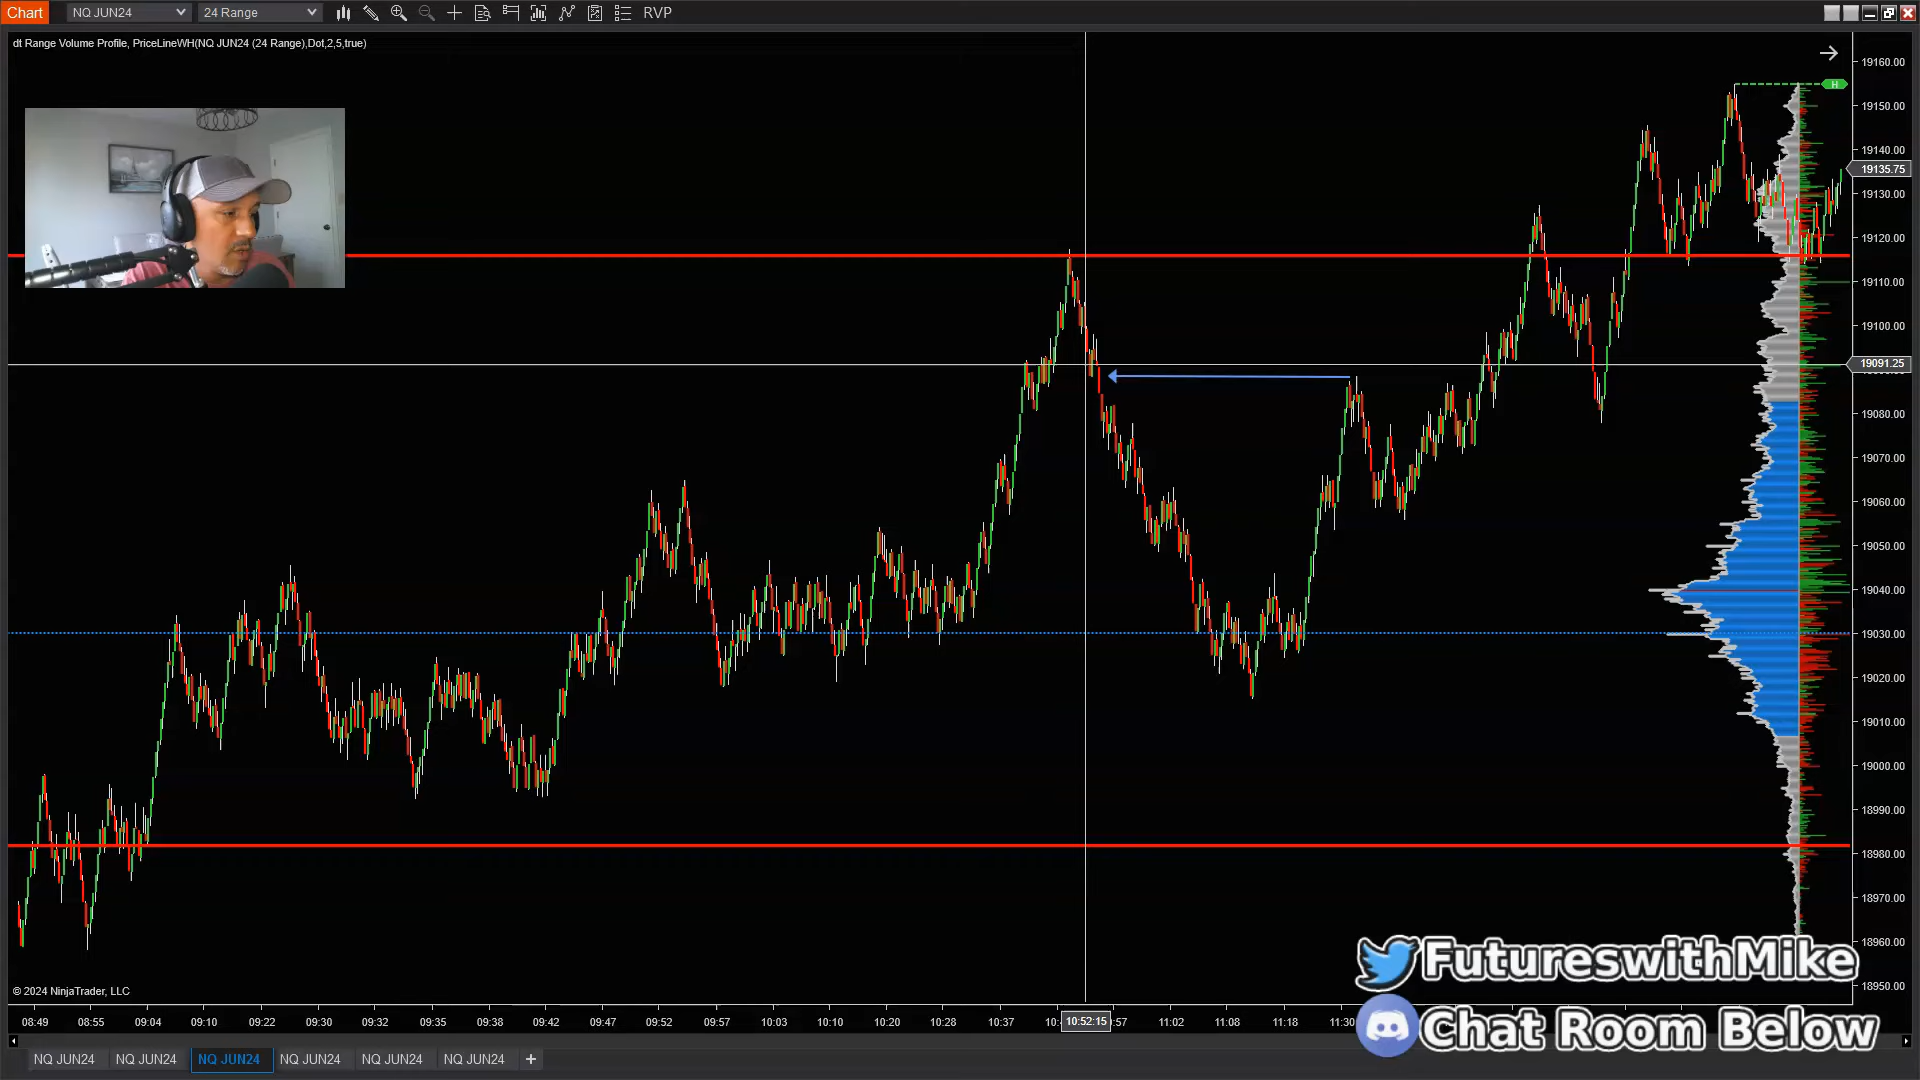 Chart NQ JUN24 24 Range RVP
dt Range Volume Profile, PriceLineWH(NQ JUN24 (24 Range),Dot,2,5,true)
19160.00
H
19150.00
19140.00
19135.75
19130.00
19120.00
19110.00
19100.00
19091.25
19080.00
19070.00
19060.00
19050.00
19040.00
19030.00
19020.00
19010.00
19000.00
18990.00
18980.00
18970.00
18960.00
FutureswithMike
18950.00
© 2024 NinjaTrader, LLC
08:49 08:55 09:04 09:10 09:22 09:30 09:32 09:35 09:38 09:42 09:47 09:52 09:57 10:03 10:10 10:20 10:28 10:37 10:52:15 :57 11:02 11:08 11:18 11:30
Chat Room Below
NQ JUN24 NQ JUN24 NQ JUN24 NQ JUN24 NQ JUN24 NQ JUN24 +